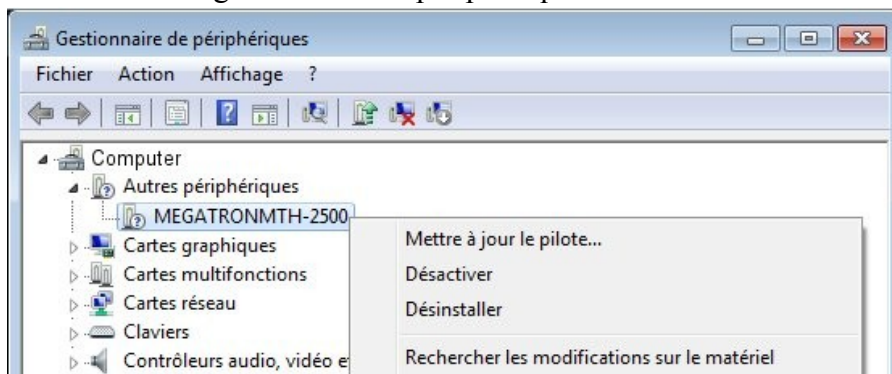 Gestionnaire de périphériques
Fichier Action Affichage ?
Computer
Autres périphériques
MEGATRONMTH-2500
Cartes graphiques
Cartes multifonctions
Cartes réseau
Claviers
Contrôleurs audio, vidéo e
Mettre à jour le pilote...
Désactiver
Désinstaller
Rechercher les modifications sur le matériel